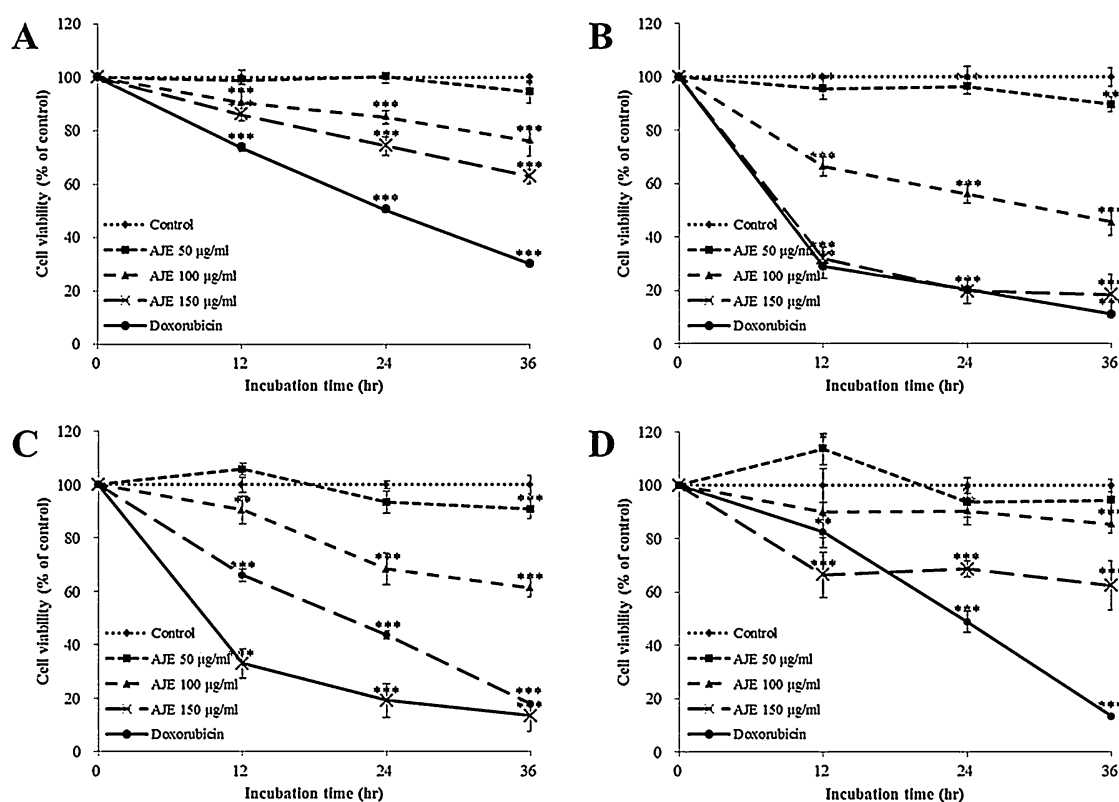 A
Cell viability (% of control)
120
100
80
60
40
20
0
*
***
***
***
***
***
***
***
***
***
Control
AJE 50 μg/ml
AJE 100 μg/ml
AJE 150 μg/ml
Doxorubicin
0 12 24 36
Incubation time (hr)
B
Cell viability (% of control)
120
100
80
60
40
20
0
***
***
***
***
***
Control
AJE 50 μg/ml
AJE 100 μg/ml
AJE 150 μg/ml
Doxorubicin
0 12 24 36
Incubation time (hr)
C
Cell viability (% of control)
120
100
80
60
40
20
0
***
**
***
***
***
***
***
***
***
Control
AJE 50 μg/ml
AJE 100 μg/ml
AJE 150 μg/ml
Doxorubicin
0 12 24 36
Incubation time (hr)
D
Cell viability (% of control)
120
100
80
60
40
20
0
*
**
***
***
***
Control
AJE 50 μg/ml
AJE 100 μg/ml
AJE 150 μg/ml
Doxorubicin
0 12 24 36
Incubation time (hr)